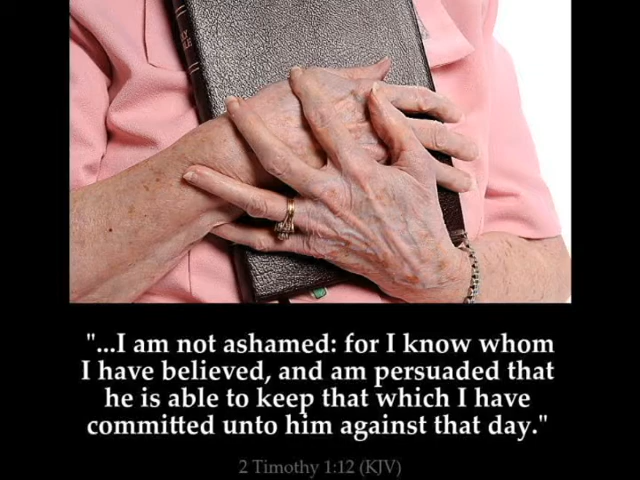 "...I am not ashamed: for I know whom
I have believed, and am persuaded that
he is able to keep that which I have
committed unto him against that day."
2 Timothy 1:12 (KJV)